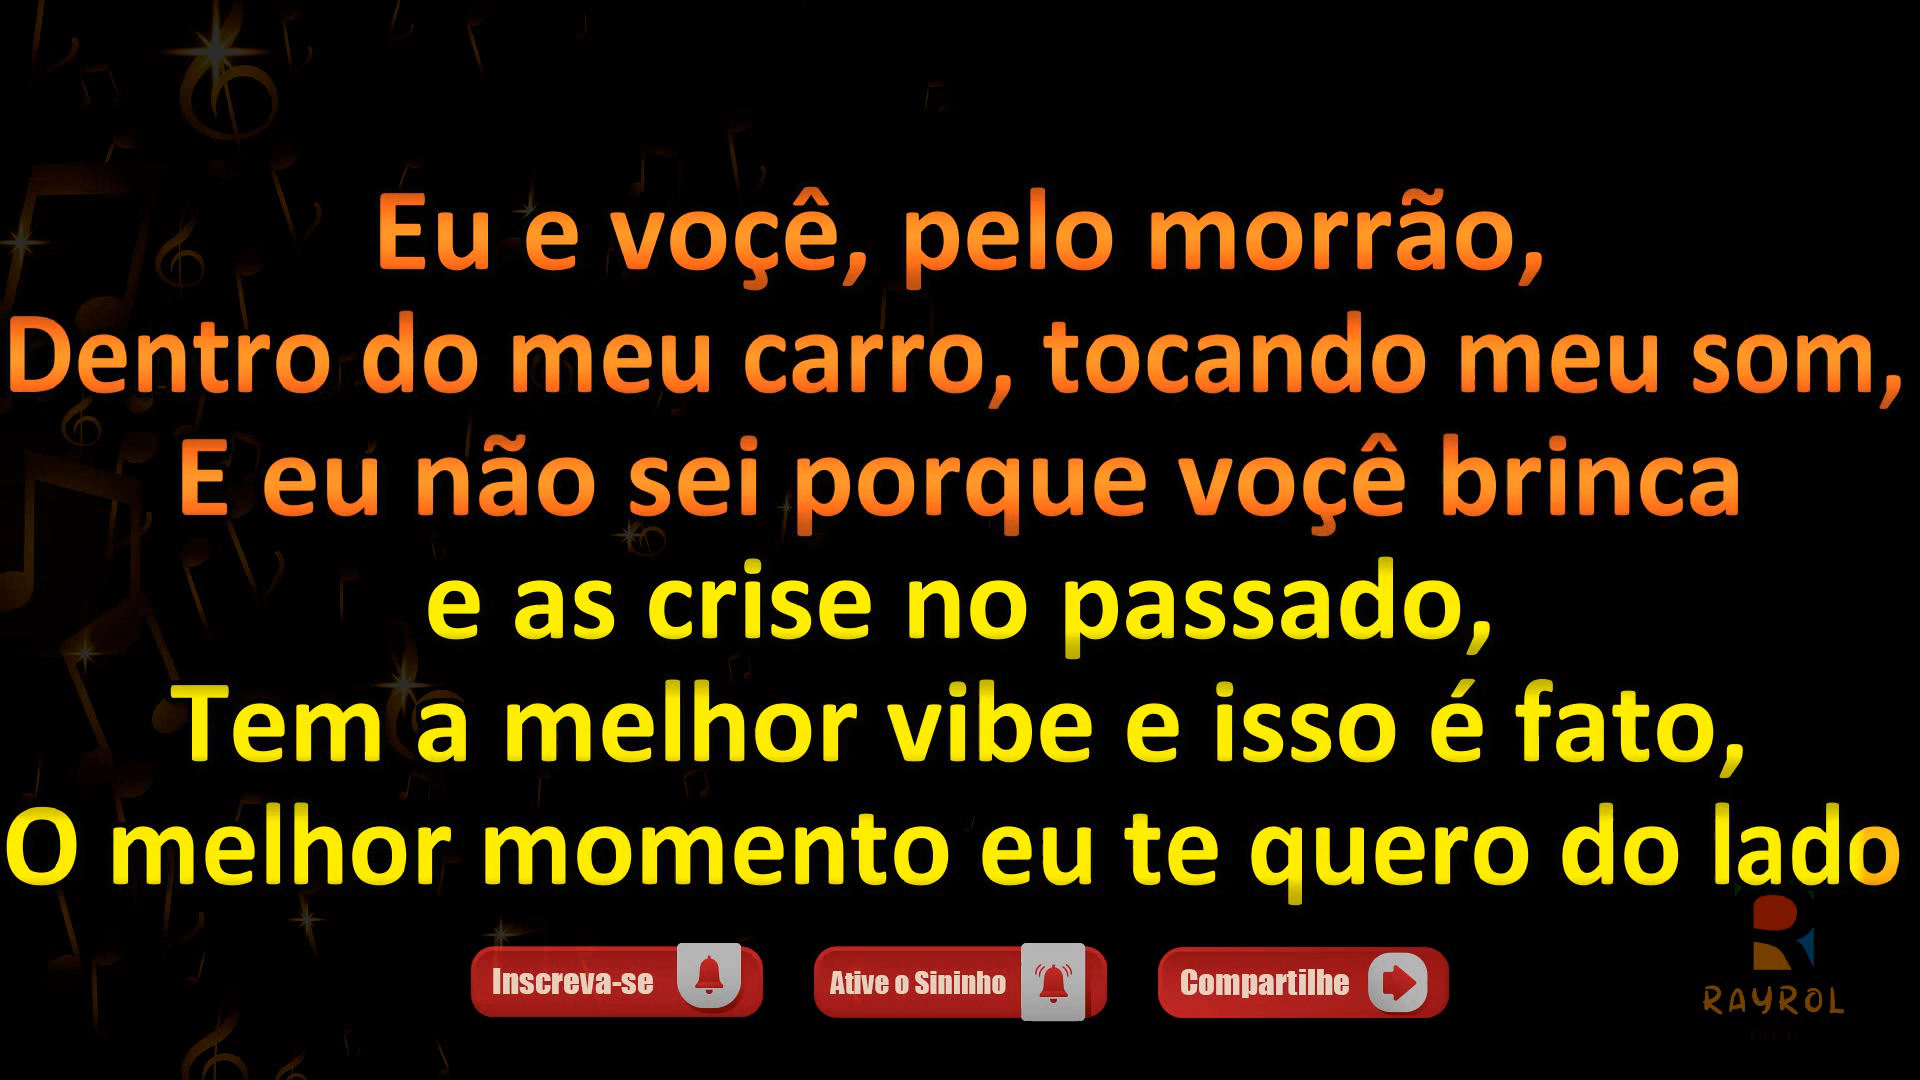 Eu e voçê, pelo morrão,
Dentro do meu carro, tocando meu som,
E eu não sei porque voçê brinca
e as crise no passado,
Tem a melhor vibe e isso é fato,
O melhor momento eu te quero do lado
Inscreva-se
Ative o Sininho
Compartilhe
RAYROL